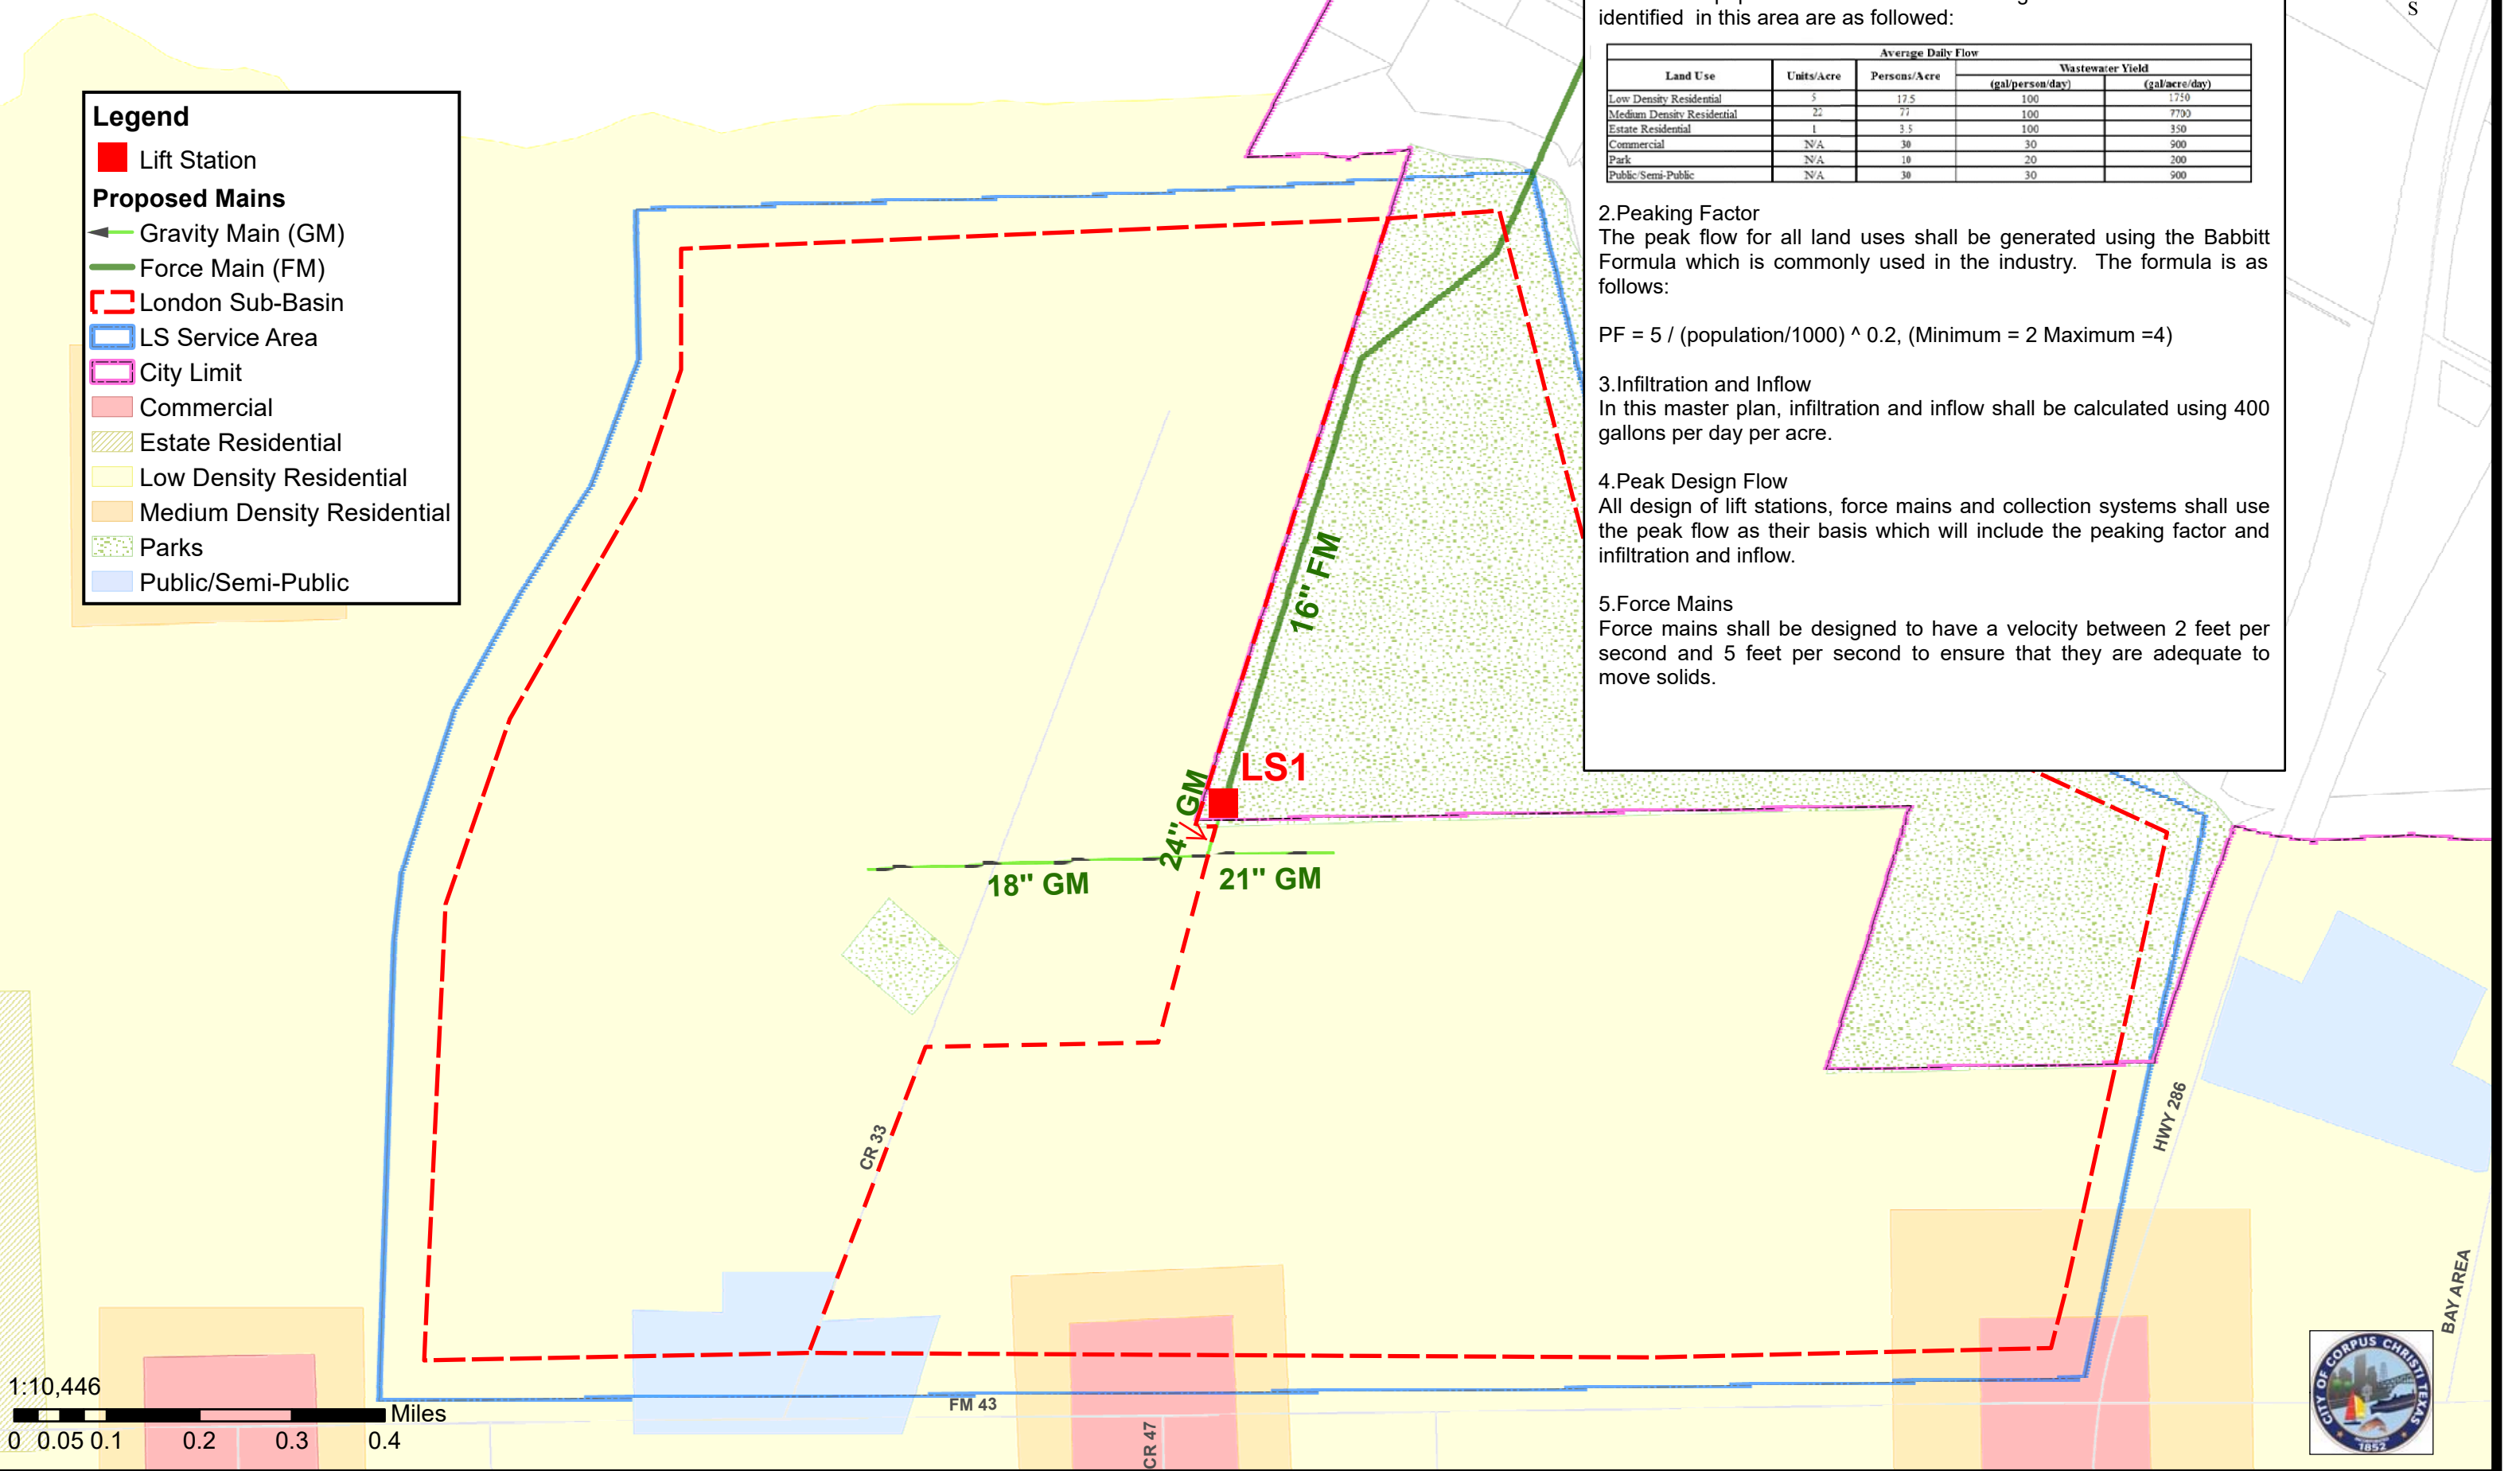 identified in this area are as followed:
S
Average Daily Flow
Land Use Units/Acre Persons/Acre Wastewater Yield
(gal/person/day) (gal/acre/day)
Low Density Residential 5 17.5 100 1750
Medium Density Residential 22 77 100 7700
Estate Residential 1 3.5 100 350
Commercial N/A 30 30 900
Park N/A 10 20 200
Public/Semi-Public N/A 30 30 900
2.Peaking Factor
The peak flow for all land uses shall be generated using the Babbitt
Formula which is commonly used in the industry. The formula is as
follows:
PF = 5 / (population/1000) ^ 0.2, (Minimum = 2 Maximum =4)
3.Infiltration and Inflow
In this master plan, infiltration and inflow shall be calculated using 400
gallons per day per acre.
4.Peak Design Flow
All design of lift stations, force mains and collection systems shall use
the peak flow as their basis which will include the peaking factor and
infiltration and inflow.
5.Force Mains
Force mains shall be designed to have a velocity between 2 feet per
second and 5 feet per second to ensure that they are adequate to
move solids.
Legend
Lift Station
Proposed Mains
Gravity Main (GM)
Force Main (FM)
London Sub-Basin
LS Service Area
City Limit
Commercial
Estate Residential
Low Density Residential
Medium Density Residential
Parks
Public/Semi-Public
16" FM
LS1
24" GM
18" GM
21" GM
CR 33
HWY 286
BAY AREA
FM 43
CR 47
1:10,446
Miles
0 0.05 0.1 0.2 0.3 0.4
CITY OF CORPUS CHRISTI TEXAS
1852